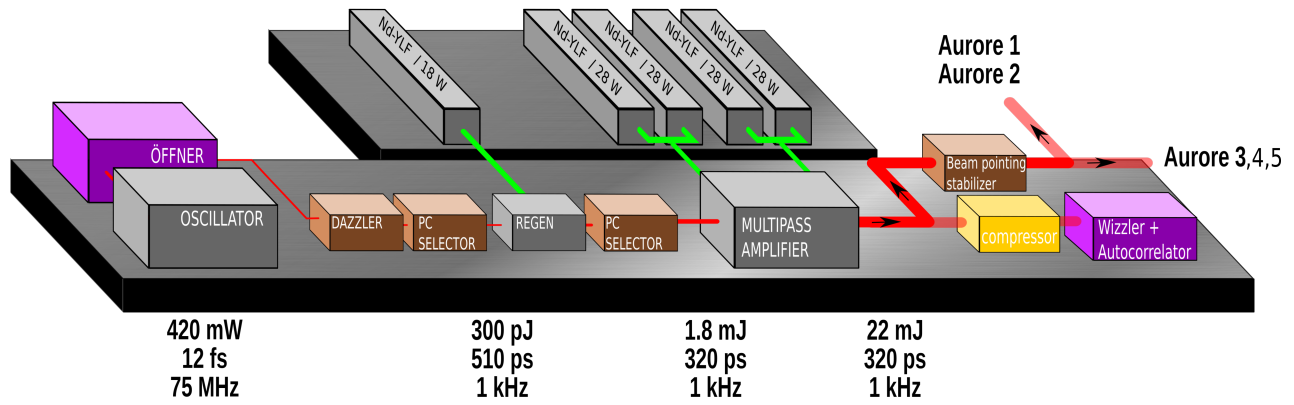 Nd-YLF | 18 W
Nd-YLF | 28 W
Nd-YLF | 28 W
Nd-YLF | 28 W
Nd-YLF | 28 W
Aurore 1
Aurore 2
Aurore 3,4,5
ÖFFNER
OSCILLATOR
DAZZLER
PC
SELECTOR
REGEN
PC
SELECTOR
MULTIPASS
AMPLIFIER
Beam pointing
stabilizer
compressor
Wizzler +
Autocorrelator
420 mW
12 fs
75 MHz
300 pJ
510 ps
1 kHz
1.8 mJ
320 ps
1 kHz
22 mJ
320 ps
1 kHz